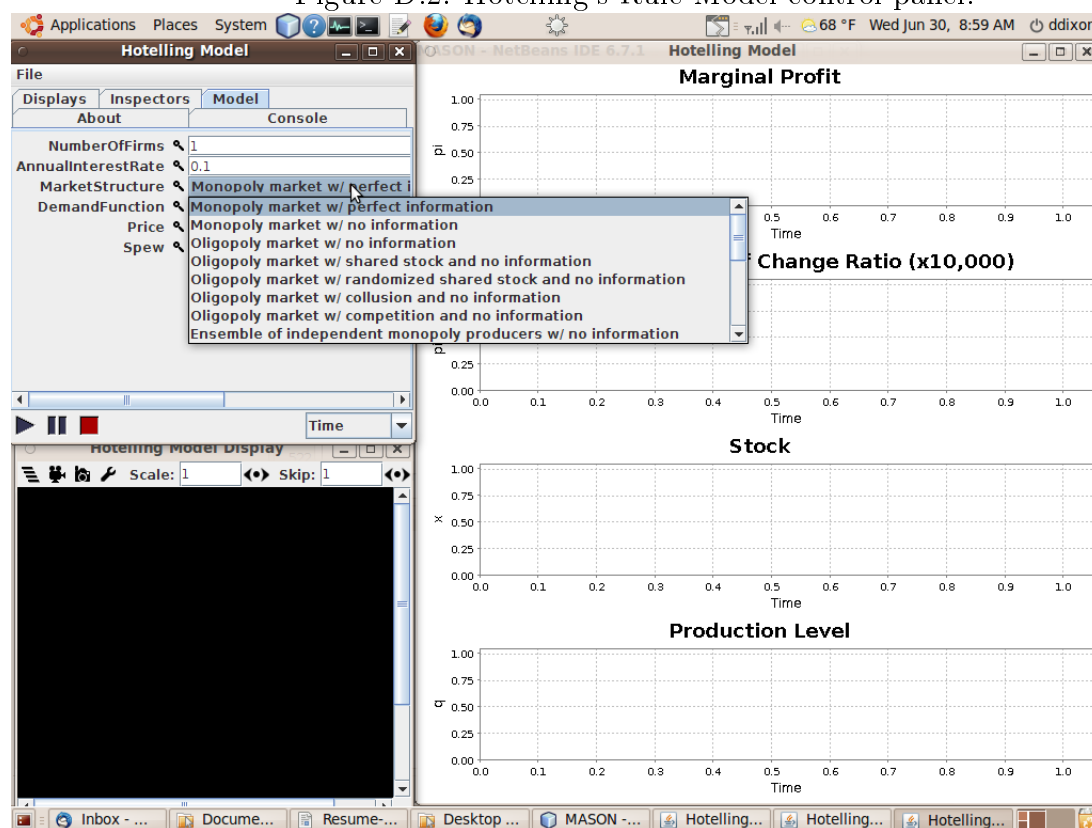 Figure D.2: Hotelling's Rule Model control panel.
Applications Places System 68 °F Wed Jun 30, 8:59 AM ddixon
Hotelling Model
MASON - NetBeans IDE 6.7.1
Hotelling Model
File
Displays Inspectors Model
About Console
NumberOfFirms 1
AnnualInterestRate 0.1
MarketStructure Monopoly market w/ perfect i
DemandFunction
Price
Spew
Monopoly market w/ perfect information
Monopoly market w/ no information
Oligopoly market w/ no information
Oligopoly market w/ shared stock and no information
Oligopoly market w/ randomized shared stock and no information
Oligopoly market w/ collusion and no information
Oligopoly market w/ competition and no information
Ensemble of independent monopoly producers w/ no information
Time
Hotelling Model Display
Scale: 1 Skip: 1
Marginal Profit
1.00
0.75
pi 0.50
0.25
0.5 0.6 0.7 0.8 0.9 1.0
Time
Change Ratio (x10,000)
0.25
0.00
0.0 0.1 0.2 0.3 0.4 0.5 0.6 0.7 0.8 0.9 1.0
Time
Stock
1.00
0.75
x 0.50
0.25
0.00
0.0 0.1 0.2 0.3 0.4 0.5 0.6 0.7 0.8 0.9 1.0
Time
Production Level
1.00
0.75
q 0.50
0.25
0.00
0.0 0.1 0.2 0.3 0.4 0.5 0.6 0.7 0.8 0.9 1.0
Time
Inbox - ... Docume... Resume-... Desktop ... MASON -... Hotelling... Hotelling... Hotelling...